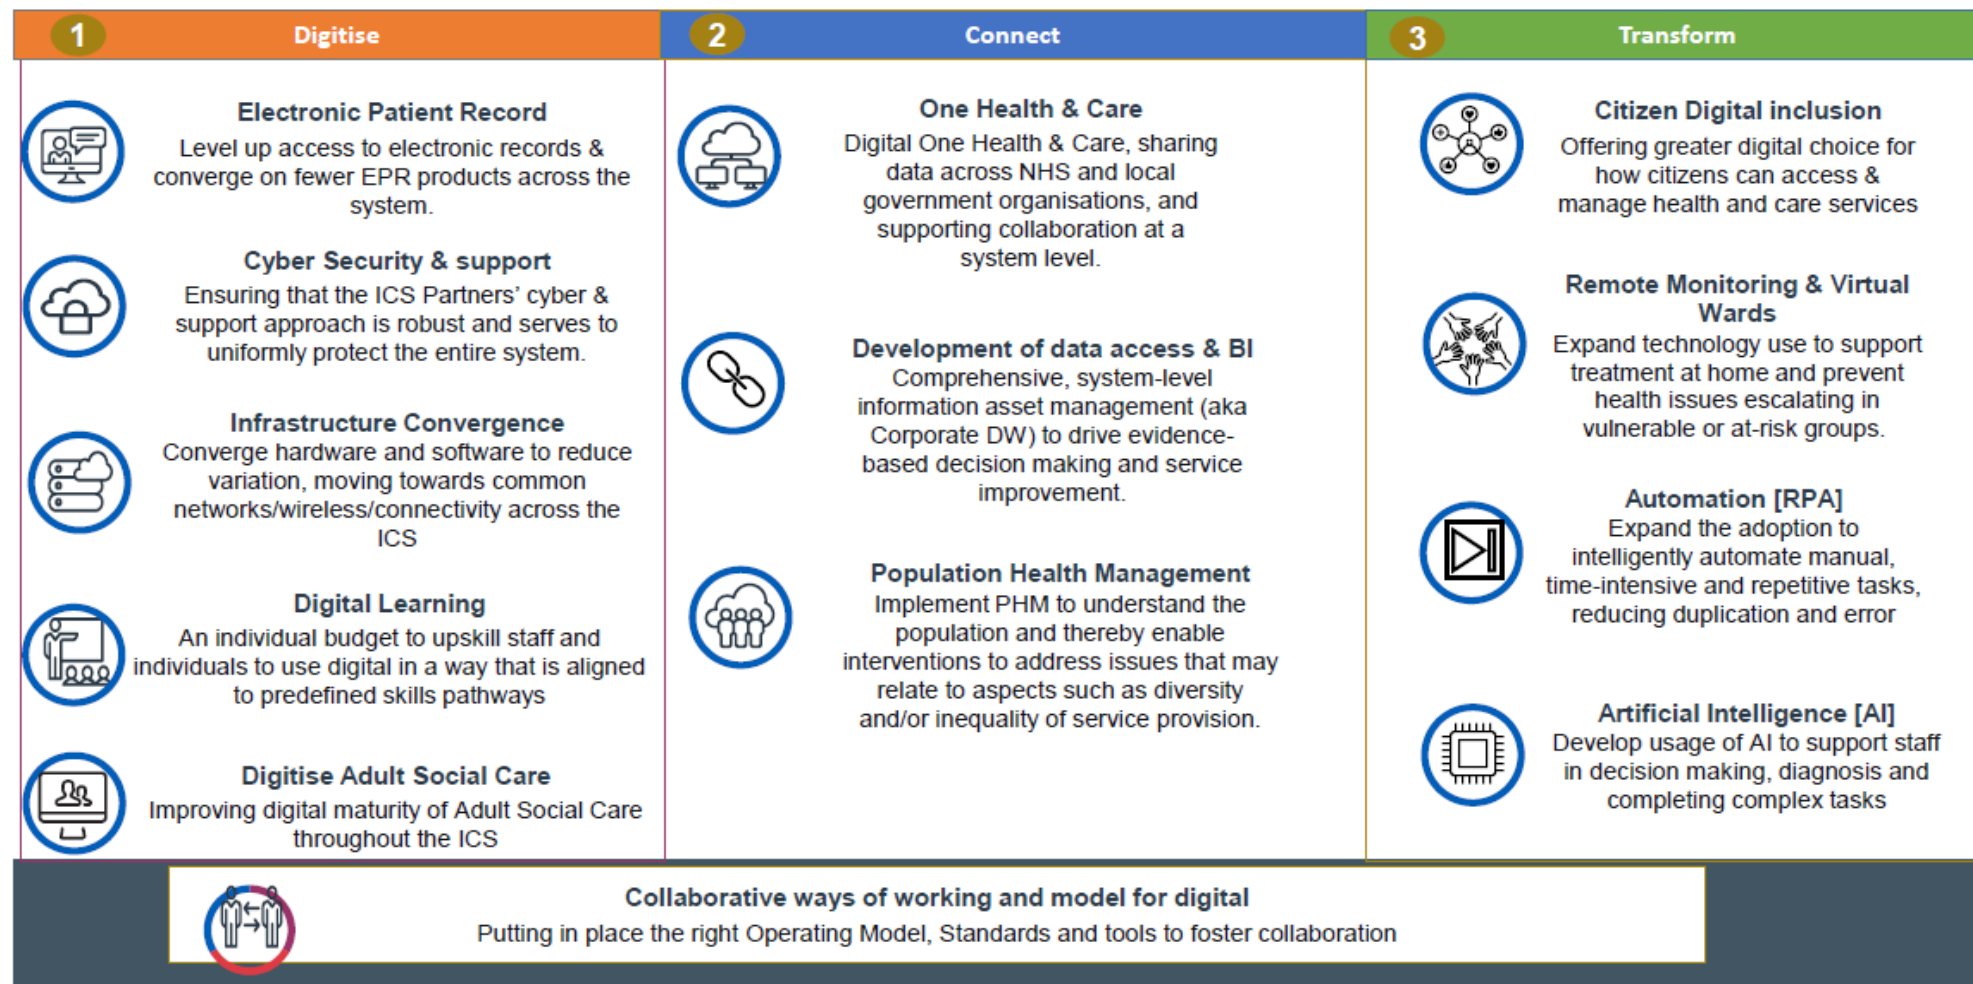 1
Digitise
Electronic Patient Record
Level up access to electronic records &
converge on fewer EPR products across the
system.
Cyber Security & support
Ensuring that the ICS Partners' cyber &
support approach is robust and serves to
uniformly protect the entire system.
Infrastructure Convergence
Converge hardware and software to reduce
variation, moving towards common
networks/wireless/connectivity across the
ICS
Digital Learning
An individual budget to upskill staff and
individuals to use digital in a way that is aligned
to predefined skills pathways
Digitise Adult Social Care
Improving digital maturity of Adult Social Care
throughout the ICS
2
Connect
One Health & Care
Digital One Health & Care, sharing
data across NHS and local
government organisations, and
supporting collaboration at a
system level.
Development of data access & BI
Comprehensive, system-level
information asset management (aka
Corporate DW) to drive evidence-
based decision making and service
improvement.
Population Health Management
Implement PHM to understand the
population and thereby enable
interventions to address issues that may
relate to aspects such as diversity
and/or inequality of service provision.
3
Transform
Citizen Digital inclusion
Offering greater digital choice for
how citizens can access &
manage health and care services
Remote Monitoring & Virtual
Wards
Expand technology use to support
treatment at home and prevent
health issues escalating in
vulnerable or at-risk groups.
Automation [RPA]
Expand the adoption to
intelligently automate manual,
time-intensive and repetitive tasks,
reducing duplication and error
Artificial Intelligence [AI]
Develop usage of AI to support staff
in decision making, diagnosis and
completing complex tasks
Collaborative ways of working and model for digital
Putting in place the right Operating Model, Standards and tools to foster collaboration